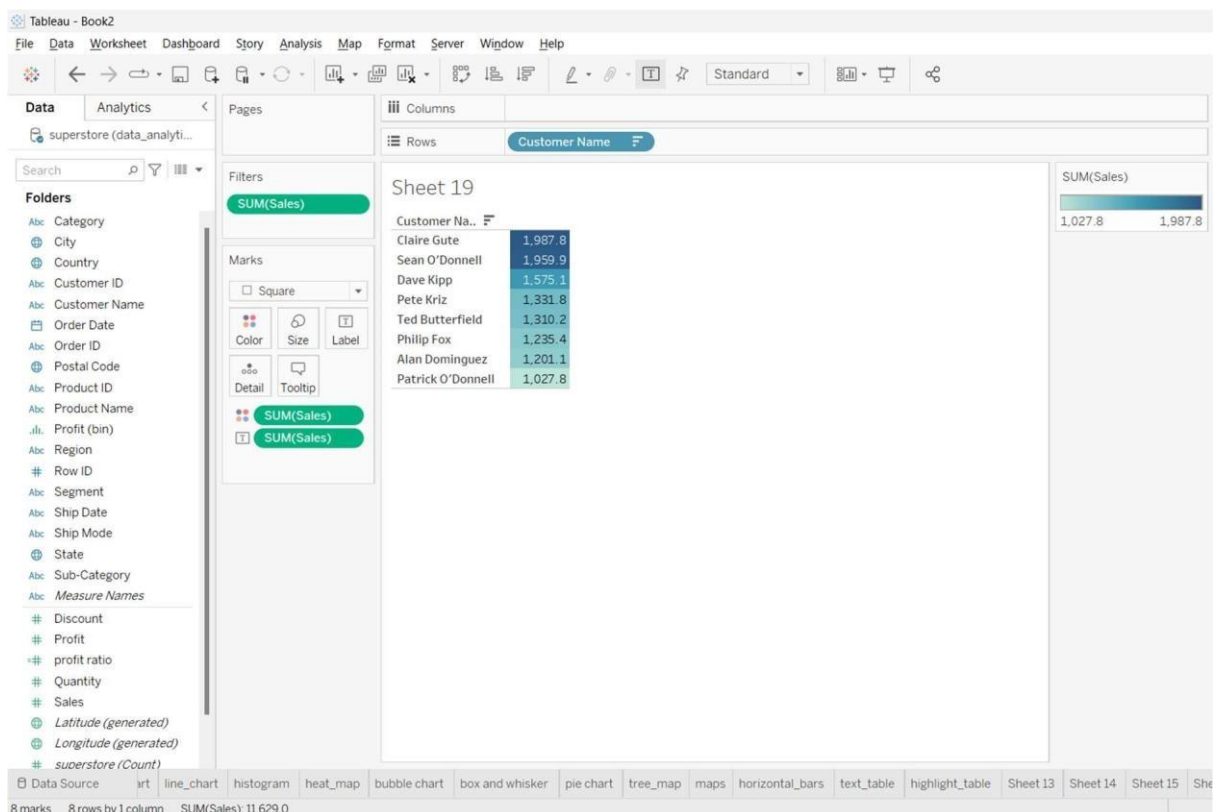 Tableau - Book2
File Data Worksheet Dashboard Story Analysis Map Format Server Window Help
Standard
Data Analytics
superstore (data_analyti...
Search
Folders
Abc Category
City
Country
Abc Customer ID
Abc Customer Name
Order Date
Abc Order ID
Postal Code
Abc Product ID
Abc Product Name
Profit (bin)
Abc Region
# Row ID
Abc Segment
Abc Ship Date
Abc Ship Mode
State
Abc Sub-Category
Abc Measure Names
# Discount
# Profit
=# profit ratio
# Quantity
# Sales
Latitude (generated)
Longitude (generated)
# superstore (Count)
Pages
Filters
SUM(Sales)
Marks
Square
Color Size Label
Detail Tooltip
SUM(Sales)
SUM(Sales)
Columns
Rows Customer Name
Sheet 19
Customer Na..
Claire Gute 1,987.8
Sean O'Donnell 1,959.9
Dave Kipp 1,575.1
Pete Kriz 1,331.8
Ted Butterfield 1,310.2
Philip Fox 1,235.4
Alan Dominguez 1,201.1
Patrick O'Donnell 1,027.8
SUM(Sales)
1,027.8 1,987.8
Data Source art line_chart histogram heat_map bubble chart box and whisker pie chart tree_map maps horizontal_bars text_table highlight_table Sheet 13 Sheet 14 Sheet 15 She
8 marks 8 rows by 1 column SUM(Sales): 11,629.0